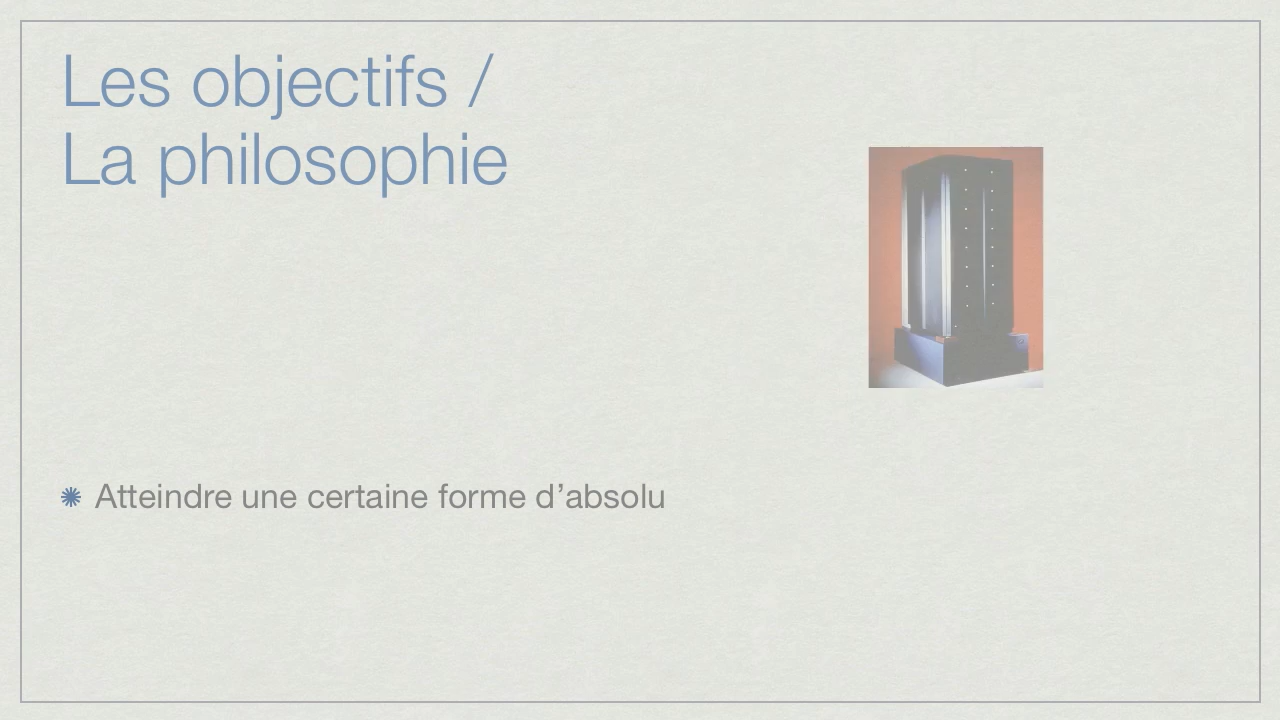 Les objectifs /
La philosophie
Atteindre une certaine forme d’absolu